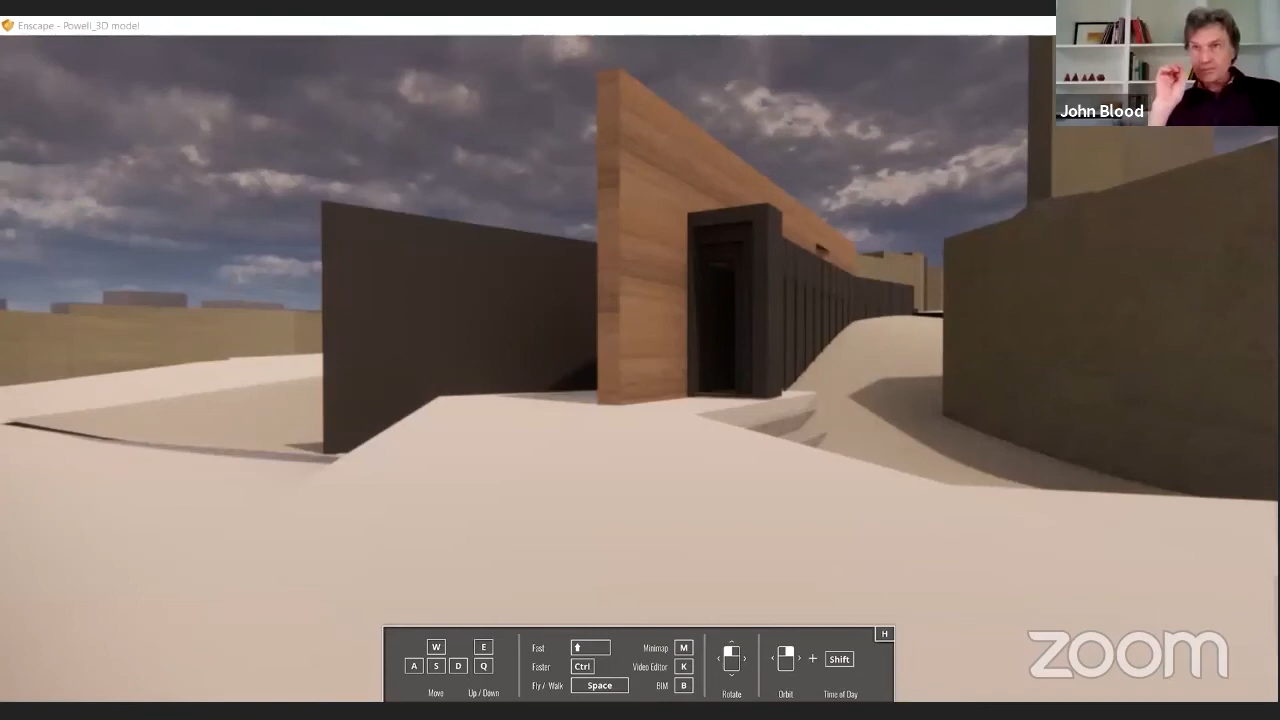 Enscape - Powell_3D model
John Blood
H
W
E
A
S
D
Q
Move
Up / Down
Fast
Faster
Ctrl
Fly / Walk
Space
Minimap
M
Video Editor
K
BIM
B
Rotate
Orbit
+
Shift
Time of Day
zoom